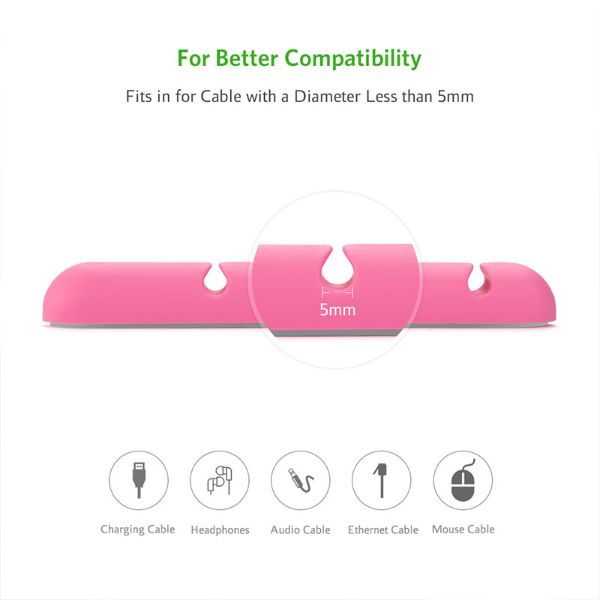 For Better Compatibility
Fits in for Cable with a Diameter Less than 5mm
5mm
Charging Cable Headphones Audio Cable Ethernet Cable Mouse Cable